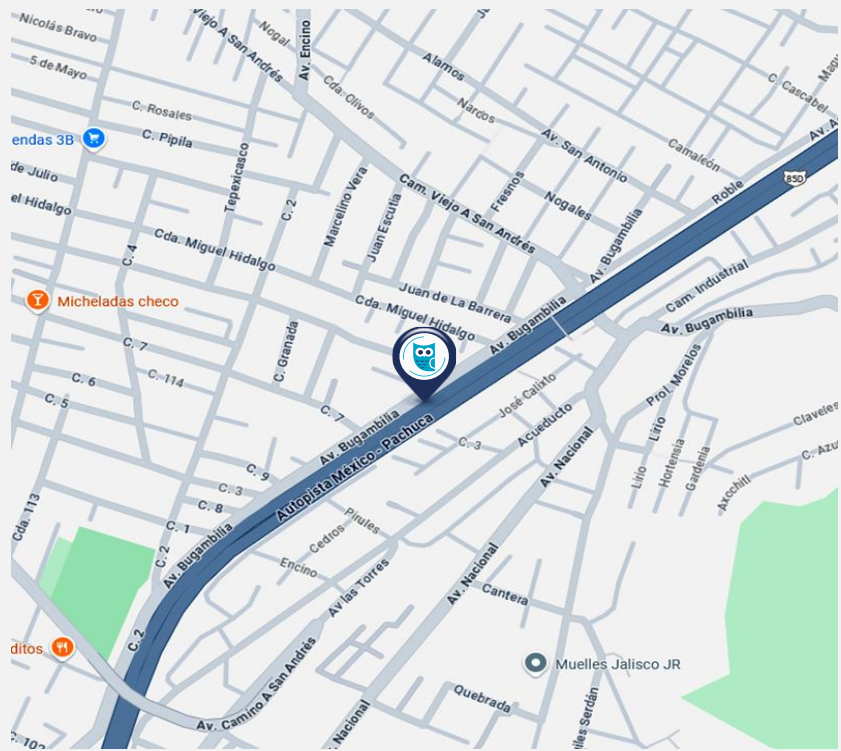 Nicolás Bravo
Viejo A San Andrés
Nogal
Av. Encino
5 de Mayo
Alamos
C. Cascabel
Cda. Olivos
Narcos
C. Rosales
endas 3B
C. Pipila
Av. San Antonio
Camaleón
Av. A
85D
de Julio
Tepexicasco
Marcelino Vera
Cam. Viejo A San Andrés
Fresnos
Roble
el Hidalgo
C. 2
Juan Escutia
Nogales
Av. Bugambilia
C. 4
Cda. Miguel Hidalgo
Cam. Industrial
Micheladas checo
Juan de La Barrera
Cda. Miguel Hidalgo
Av. Bugambilia
Av. Bugambilia
C. 7
C. Granada
C. 114
C. 6
C. 5
Prol. Morelos
José Calixto
C. 7
Av. Bugambilia
Acueducto
Claveles
Autopista México - Pachuca
C. 3
Lirio
Av. Nacional
Hortensia
Gardenia
C. Azu
C. 9
C. 3
C. 8
Lirio
Axochitl
Cda. 113
C. 1
Pirules
Cedros
C. 2
Av. Bugambilia
Encino
Av las Torres
Av. Nacional
Cantera
C. 2
ditos
Muelles Jalisco JR
Av. Camino A San Andrés
Quebrada
Nacional
iles Serdán
C. 102